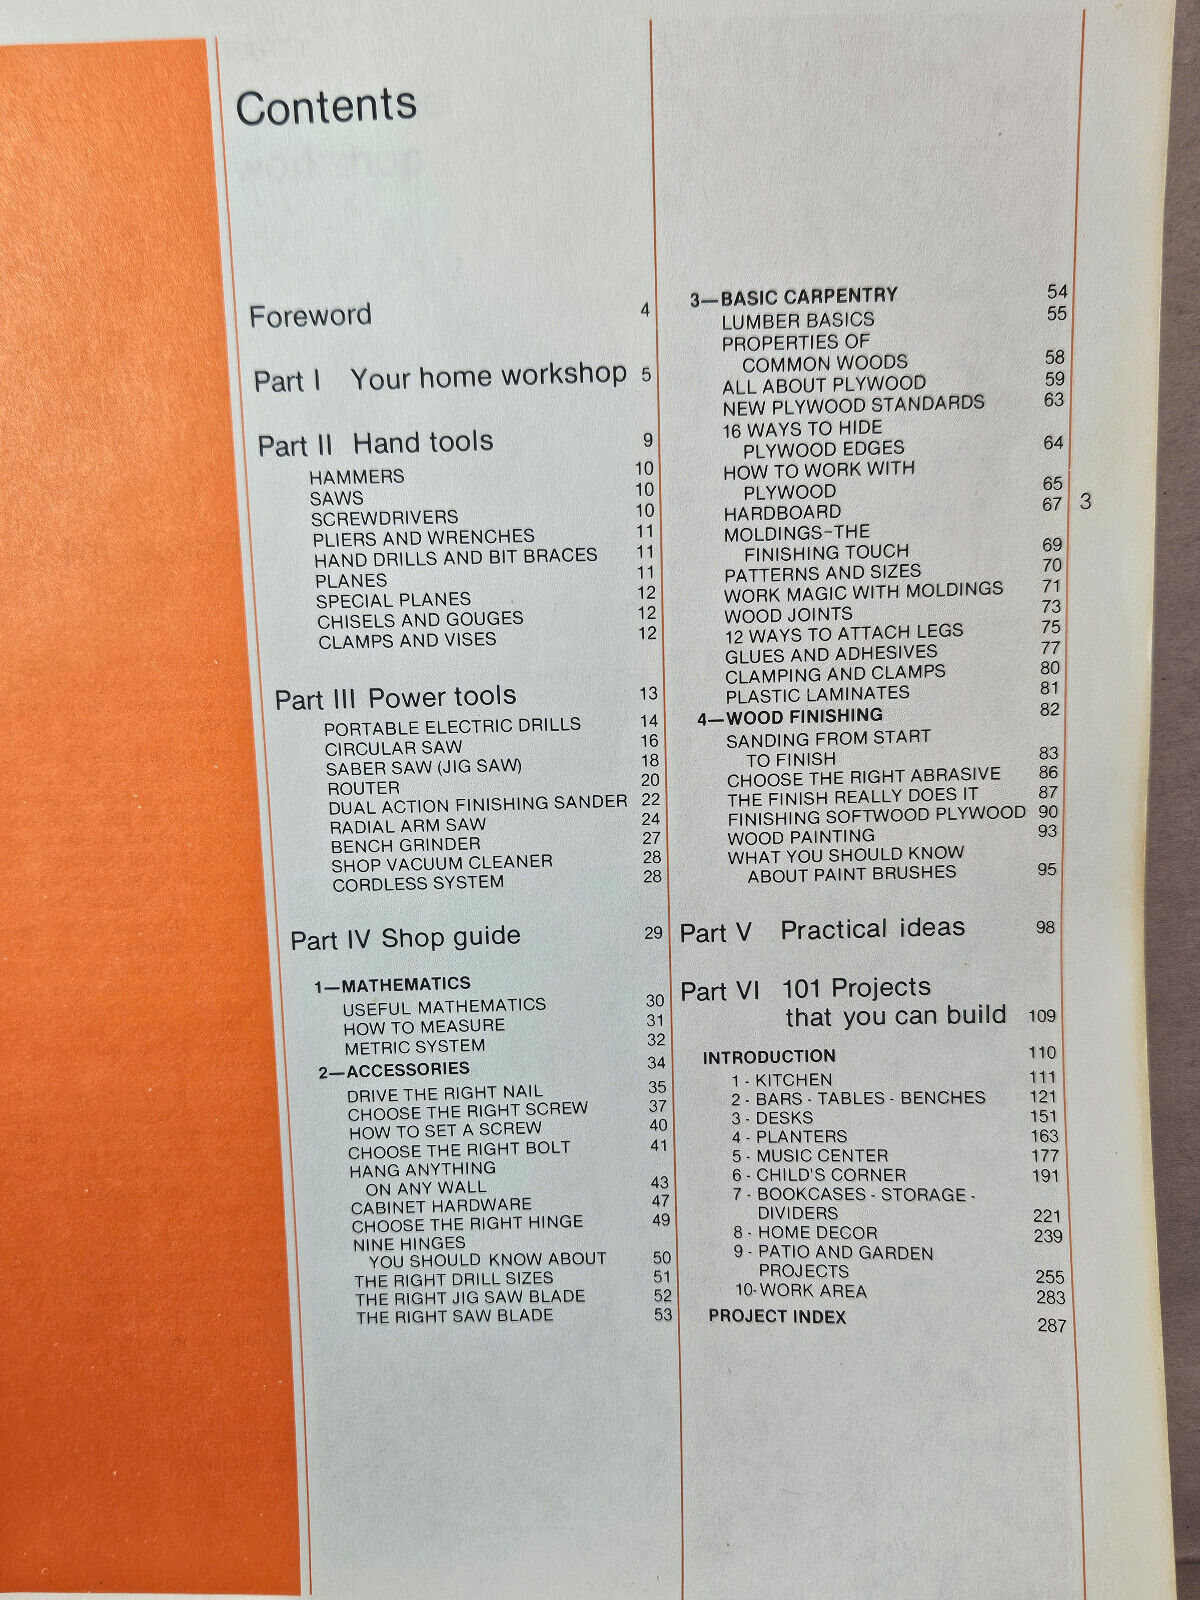 Contents
Foreword 4
Part I Your home workshop 5
Part II Hand tools 9
HAMMERS 10
SAWS 10
SCREWDRIVERS 10
PLIERS AND WRENCHES 11
HAND DRILLS AND BIT BRACES 11
PLANES 11
SPECIAL PLANES 12
CHISELS AND GOUGES 12
CLAMPS AND VISES 12
Part III Power tools 13
PORTABLE ELECTRIC DRILLS 14
CIRCULAR SAW 16
SABER SAW (JIG SAW) 18
ROUTER 20
DUAL ACTION FINISHING SANDER 22
RADIAL ARM SAW 24
BENCH GRINDER 27
SHOP VACUUM CLEANER 28
CORDLESS SYSTEM 28
Part IV Shop guide 29
1—MATHEMATICS
USEFUL MATHEMATICS 30
HOW TO MEASURE 31
METRIC SYSTEM 32
2—ACCESSORIES 34
DRIVE THE RIGHT NAIL 35
CHOOSE THE RIGHT SCREW 37
HOW TO SET A SCREW 40
CHOOSE THE RIGHT BOLT 41
HANG ANYTHING
ON ANY WALL 43
CABINET HARDWARE 47
CHOOSE THE RIGHT HINGE 49
NINE HINGES
YOU SHOULD KNOW ABOUT 50
THE RIGHT DRILL SIZES 51
THE RIGHT JIG SAW BLADE 52
THE RIGHT SAW BLADE 53
3—BASIC CARPENTRY 54
LUMBER BASICS 55
PROPERTIES OF
COMMON WOODS 58
ALL ABOUT PLYWOOD 59
NEW PLYWOOD STANDARDS 63
16 WAYS TO HIDE
PLYWOOD EDGES 64
HOW TO WORK WITH
PLYWOOD 65
HARDBOARD 67
MOLDINGS-THE
FINISHING TOUCH 69
PATTERNS AND SIZES 70
WORK MAGIC WITH MOLDINGS 71
WOOD JOINTS 73
12 WAYS TO ATTACH LEGS 75
GLUES AND ADHESIVES 77
CLAMPING AND CLAMPS 80
PLASTIC LAMINATES 81
4—WOOD FINISHING 82
SANDING FROM START
TO FINISH 83
CHOOSE THE RIGHT ABRASIVE 86
THE FINISH REALLY DOES IT 87
FINISHING SOFTWOOD PLYWOOD 90
WOOD PAINTING 93
WHAT YOU SHOULD KNOW
ABOUT PAINT BRUSHES 95
Part V Practical ideas 98
Part VI 101 Projects
that you can build 109
INTRODUCTION 110
1 - KITCHEN 111
2 - BARS - TABLES - BENCHES 121
3 - DESKS 151
4 - PLANTERS 163
5 - MUSIC CENTER 177
6 - CHILD'S CORNER 191
7 - BOOKCASES - STORAGE -
DIVIDERS 221
8 - HOME DECOR 239
9 - PATIO AND GARDEN
PROJECTS 255
10- WORK AREA 283
PROJECT INDEX 287
3